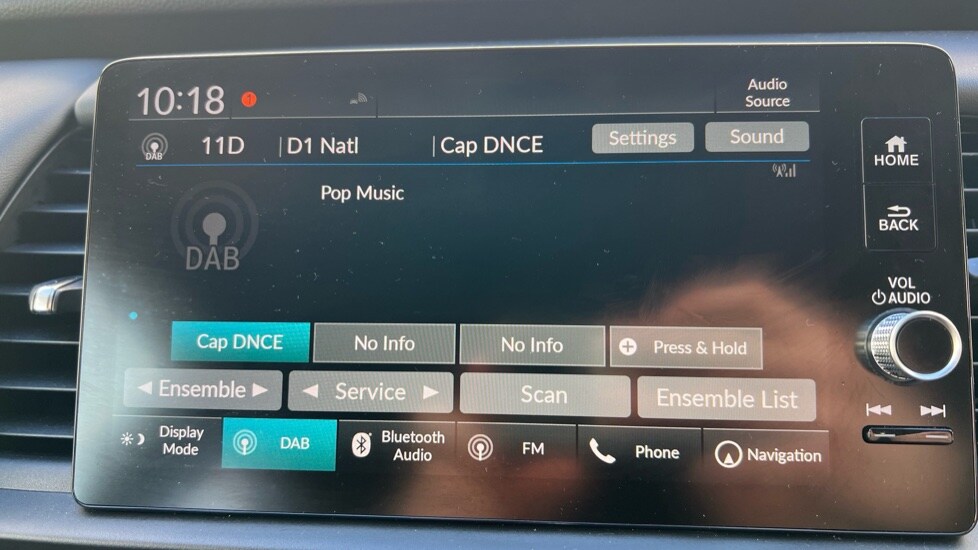 10:18
Audio
Source
DAB 11D | D1 Natl | Cap DNCE Settings Sound
Pop Music
DAB
Cap DNCE No Info No Info Press & Hold
Ensemble Service Scan Ensemble List
Display
Mode
DAB
Bluetooth
Audio
FM
Phone
Navigation
HOME
BACK
VOL
AUDIO